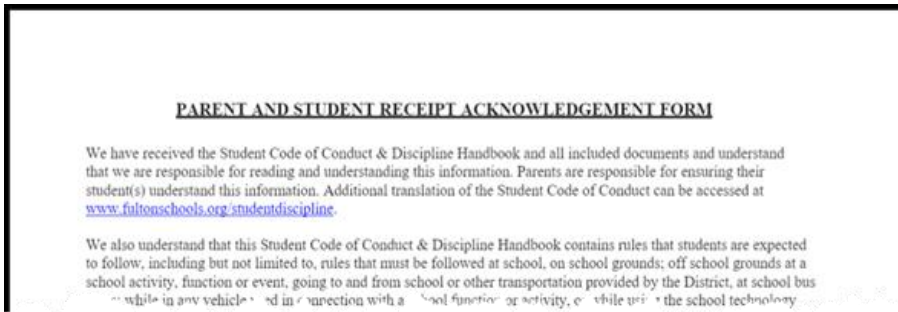 PARENT AND STUDENT RECEIPT ACKNOWLEDGEMENT FORM
We have received the Student Code of Conduct & Discipline Handbook and all included documents and understand
that we are responsible for reading and understanding this information. Parents are responsible for ensuring their
student(s) understand this information. Additional translation of the Student Code of Conduct can be accessed at
www.fultonschools.org/studentdiscipline.
We also understand that this Student Code of Conduct & Discipline Handbook contains rules that students are expected
to follow, including but not limited to, rules that must be followed at school, on school grounds; off school grounds at a
school activity, function or event, going to and from school or other transportation provided by the District, at school bus
while in any vehicle in connection with a function or activity, while the school technology